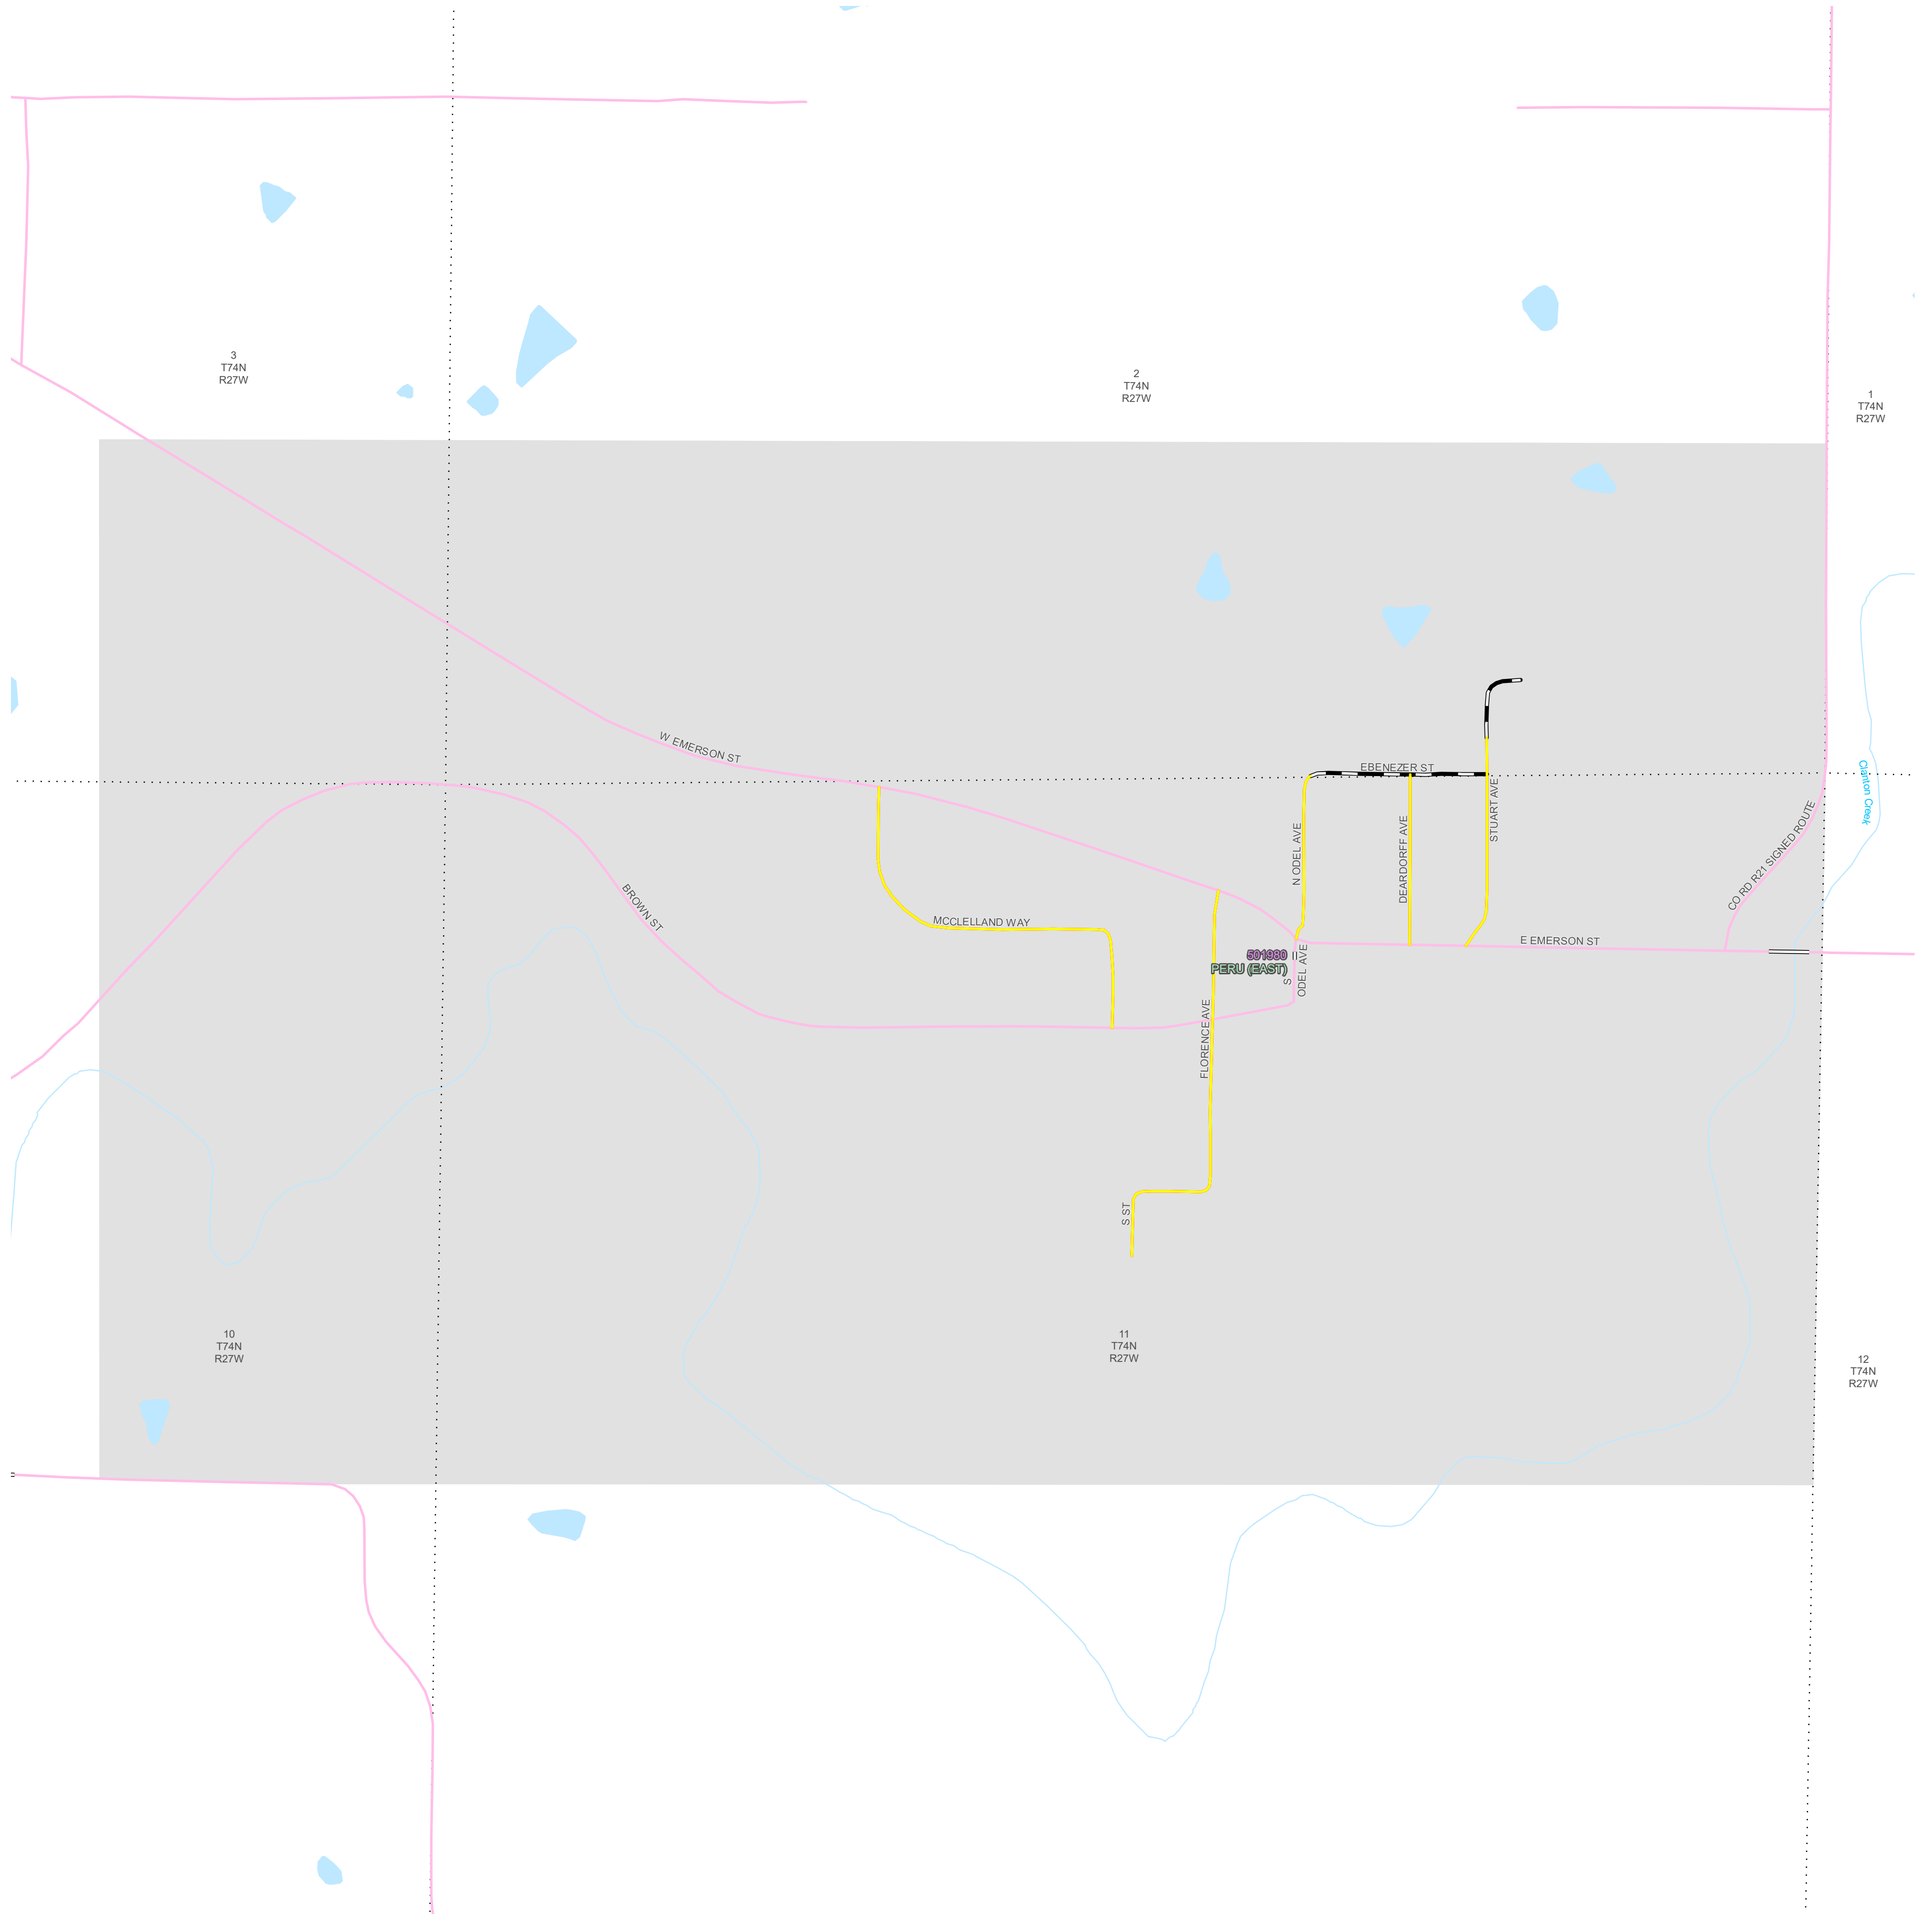 3
T74N
R27W
2
T74N
R27W
1
T74N
R27W
W EMERSON ST
EBENEZER ST
STUART AVE
Clanton Creek
N ODEL AVE
DEARDORFF AVE
CO RD R21 SIGNED ROUTE
BROWN ST
MCCLELLAND WAY
E EMERSON ST
501980
PERU (EAST)
S
ODEL AVE
FLORENCE AVE
S ST
10
T74N
R27W
11
T74N
R27W
12
T74N
R27W